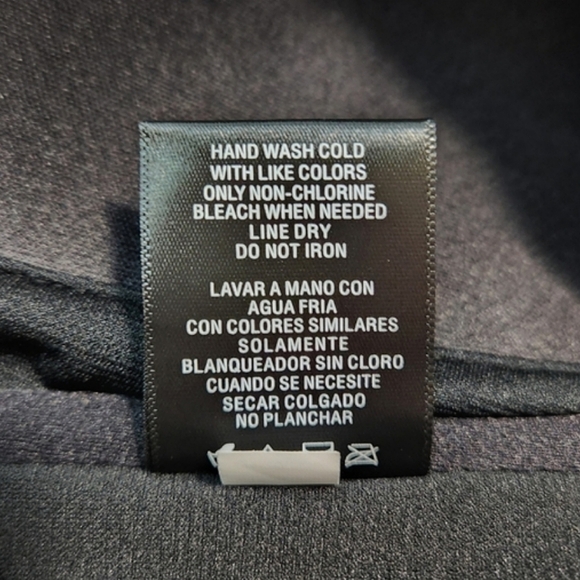 HAND WASH COLD
WITH LIKE COLORS
ONLY NON-CHLORINE
BLEACH WHEN NEEDED
LINE DRY
DO NOT IRON
LAVAR A MANO CON
AGUA FRIA
CON COLORES SIMILARES
SOLAMENTE
BLANQUEADOR SIN CLORO
CUANDO SE NECESITE
SECAR COLGADO
NO PLANCHAR